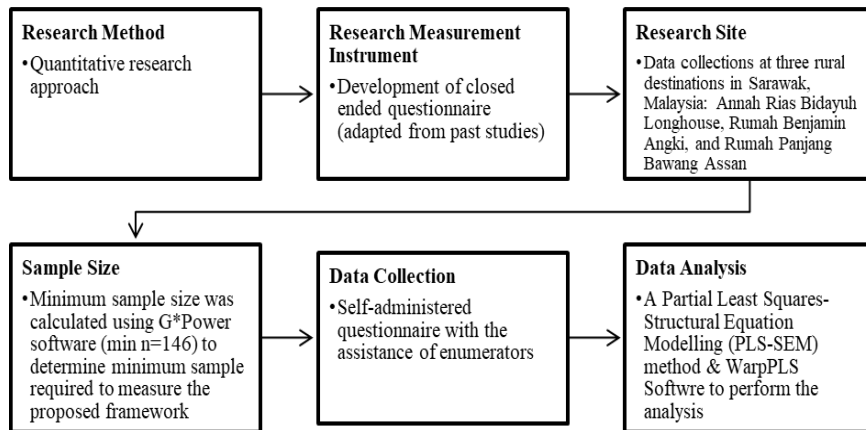 Research Method
•Quantitative research
approach
Research Measurement
Instrument
•Development of closed
ended questionnaire
(adapted from past studies)
Research Site
•Data collections at three rural
destinations in Sarawak,
Malaysia: Annah Rias Bidayuh
Longhouse, Rumah Benjamin
Angki, and Rumah Panjang
Bawang Assan
Sample Size
•Minimum sample size was
calculated using G*Power
software (min n=146) to
determine minimum sample
required to measure the
proposed framework
Data Collection
•Self-administered
questionnaire with the
assistance of enumerators
Data Analysis
•A Partial Least Squares-
Structural Equation
Modelling (PLS-SEM)
method & WarpPLS
Softwre to perform the
analysis